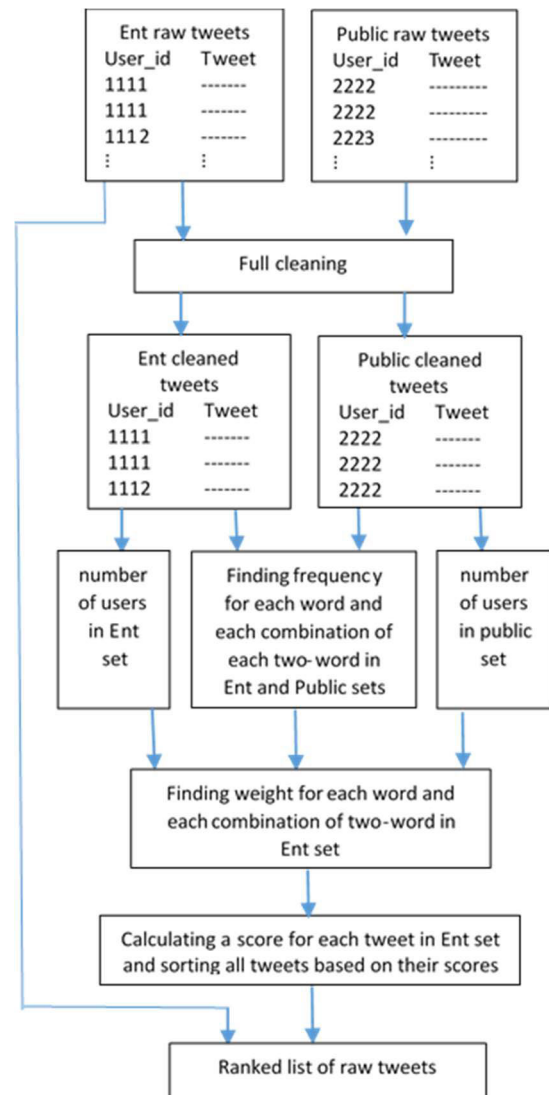 Ent raw tweets
User_id Tweet
1111 -------
1111 -------
1112 -------
⋮ ⋮
Public raw tweets
User_id Tweet
2222 ---------
2222 ---------
2223 ---------
⋮ ⋮
Full cleaning
Ent cleaned
tweets
User_id Tweet
1111 -------
1111 -------
1112 -------
Public cleaned
tweets
User_id Tweet
2222 -------
2222 -------
2222 -------
number
of users
in Ent
set
Finding frequency
for each word and
each combination of
each two-word in
Ent and Public sets
number
of users
in public
set
Finding weight for each word and
each combination of two-word in
Ent set
Calculating a score for each tweet in Ent set
and sorting all tweets based on their scores
Ranked list of raw tweets